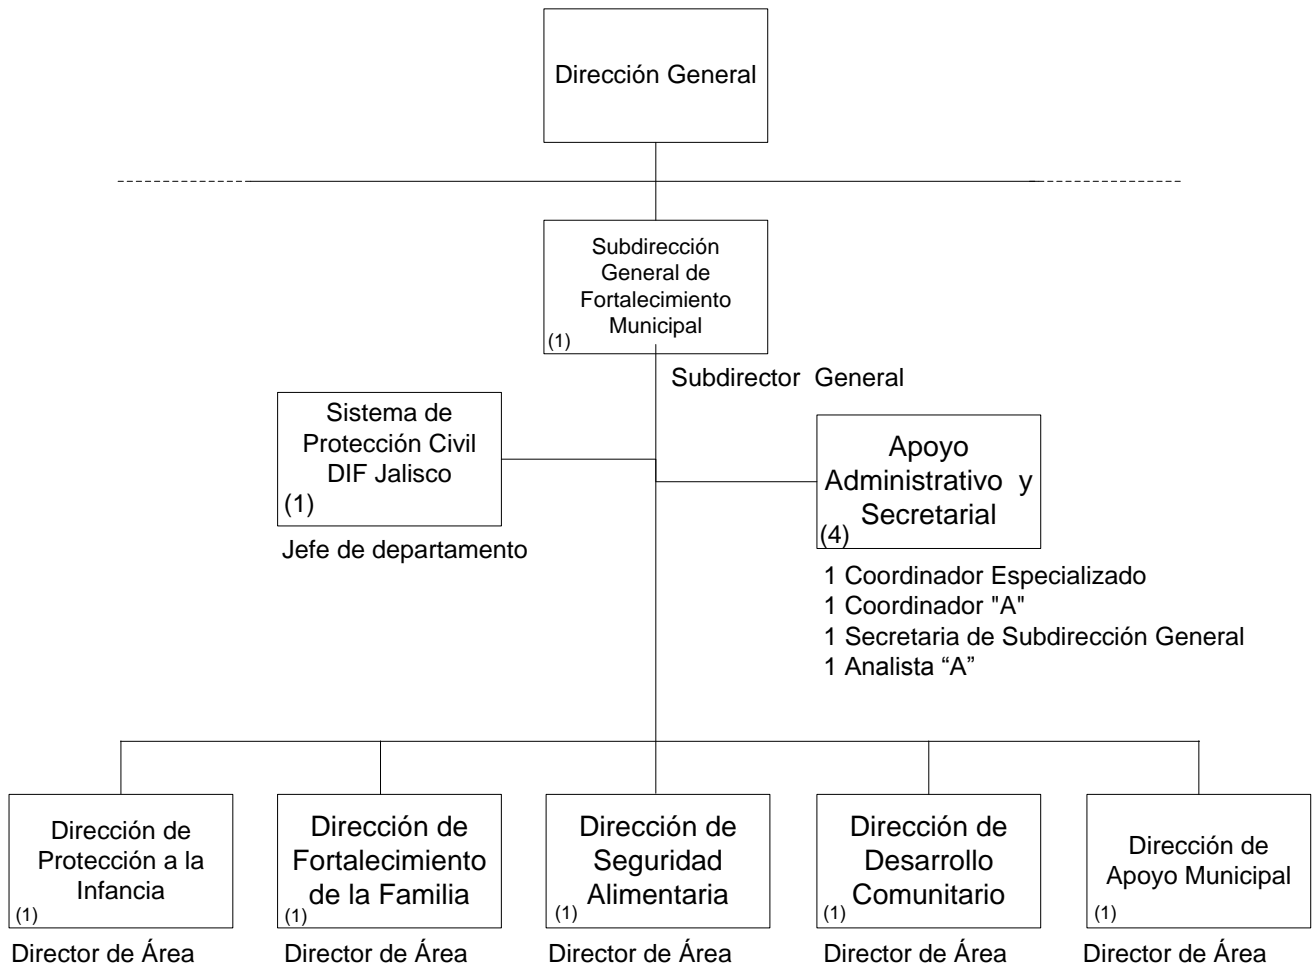 Dirección General
Subdirección
General de
Fortalecimiento
Municipal
(1)
Subdirector General
Sistema de
Protección Civil
DIF Jalisco
(1)
Jefe de departamento
Apoyo
Administrativo y
Secretarial
(4)
1 Coordinador Especializado
1 Coordinador "A"
1 Secretaria de Subdirección General
1 Analista “A”
Dirección de
Protección a la
Infancia
(1)
Director de Área
Dirección de
Fortalecimiento
de la Familia
(1)
Director de Área
Dirección de
Seguridad
Alimentaria
(1)
Director de Área
Dirección de
Desarrollo
Comunitario
(1)
Director de Área
Dirección de
Apoyo Municipal
(1)
Director de Área